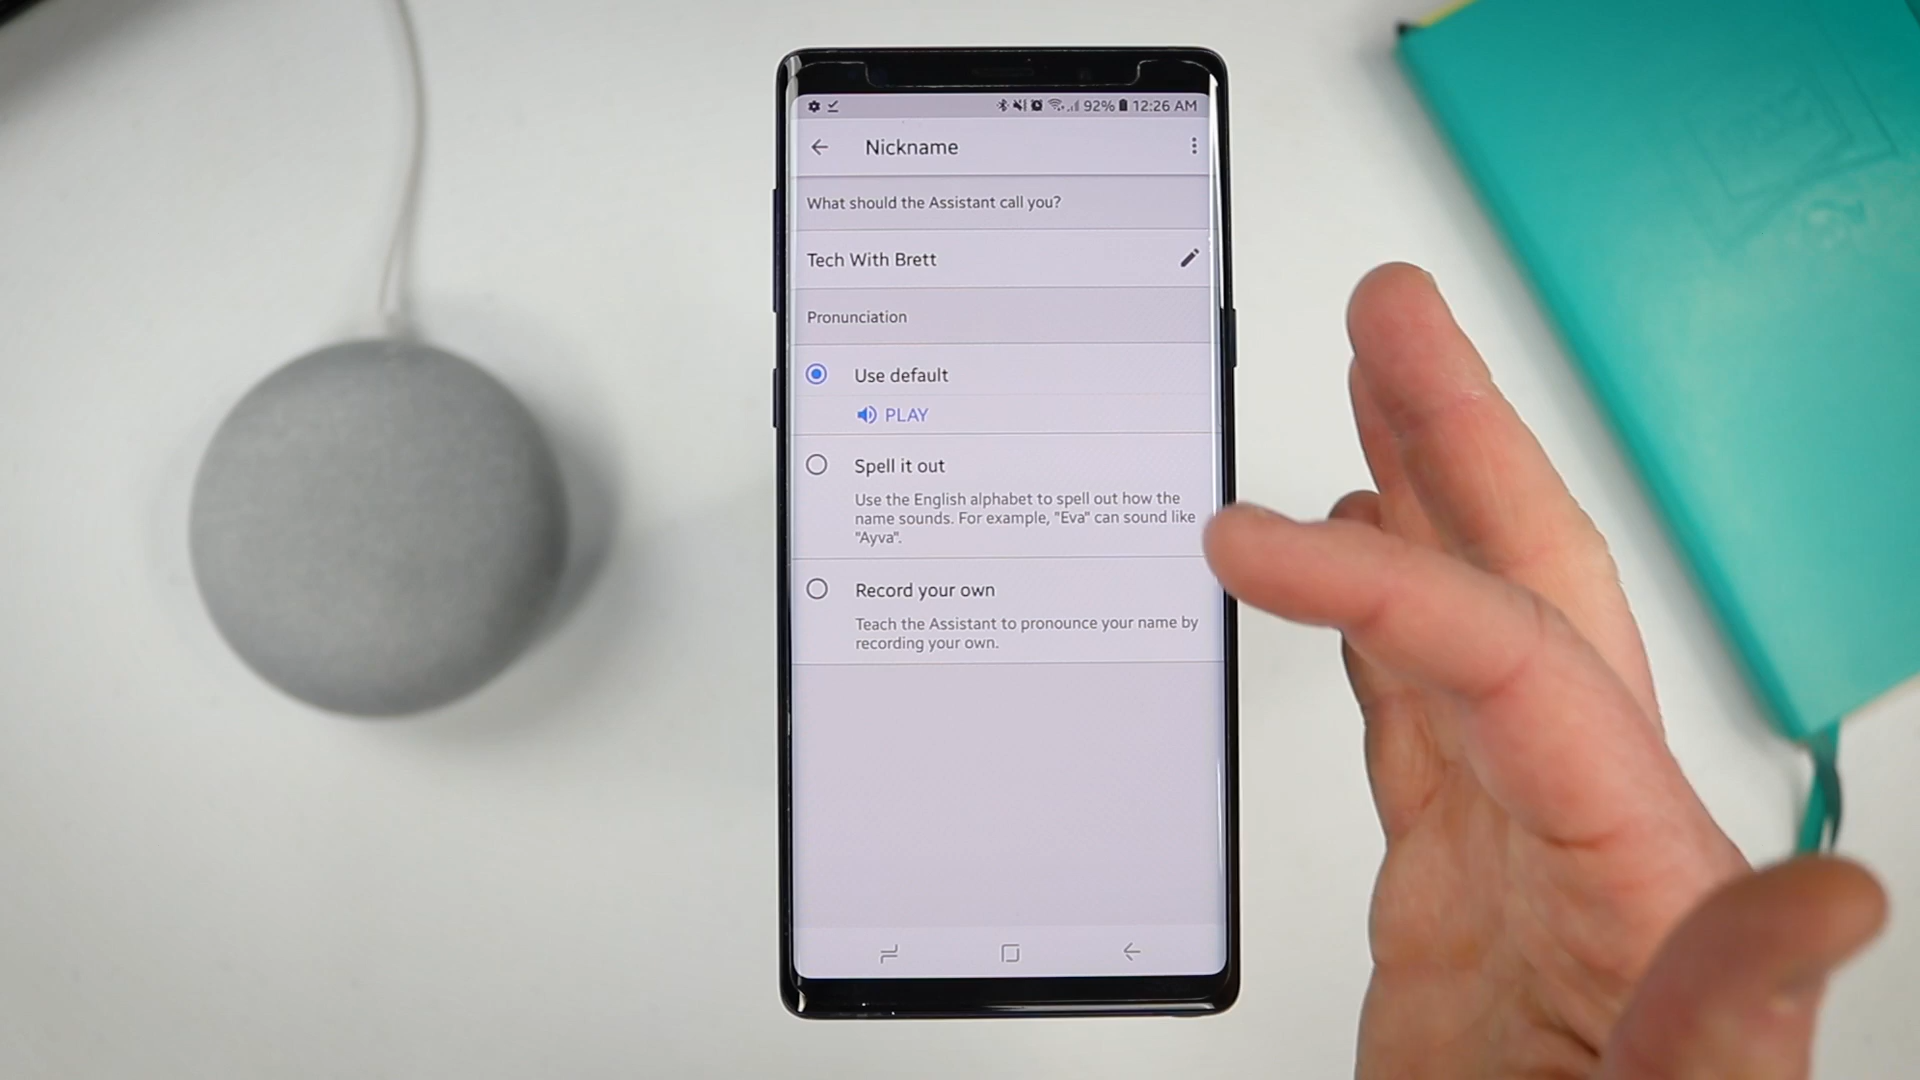 92% 12:26 AM
Nickname
What should the Assistant call you?
Tech With Brett
Pronunciation
Use default
PLAY
Spell it out
Use the English alphabet to spell out how the
name sounds. For example, "Eva" can sound like
"Ayva".
Record your own
Teach the Assistant to pronounce your name by
recording your own.